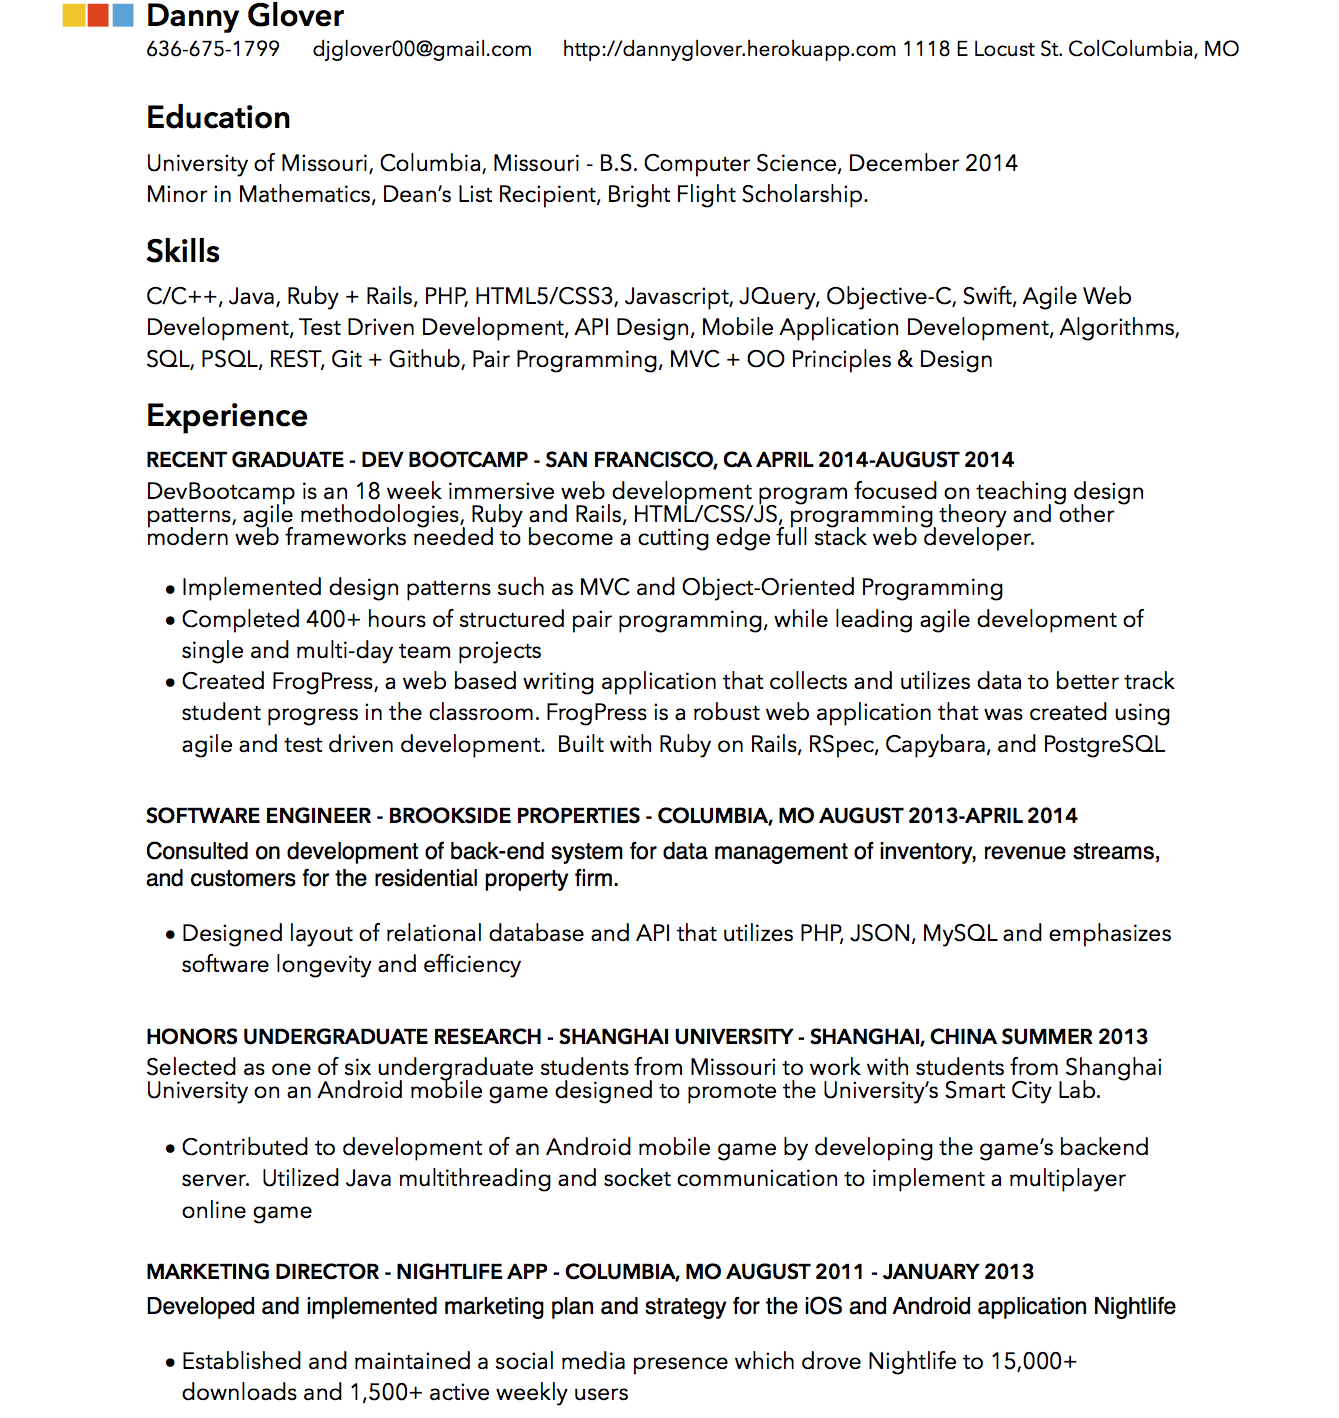 Danny Glover
636-675-1799 djglover00@gmail.com http://dannyglover.herokuapp.com 1118 E Locust St. ColColumbia, MO
Education
University of Missouri, Columbia, Missouri - B.S. Computer Science, December 2014
Minor in Mathematics, Dean’s List Recipient, Bright Flight Scholarship.
Skills
C/C++, Java, Ruby + Rails, PHP, HTML5/CSS3, Javascript, JQuery, Objective-C, Swift, Agile Web
Development, Test Driven Development, API Design, Mobile Application Development, Algorithms,
SQL, PSQL, REST, Git + Github, Pair Programming, MVC + OO Principles & Design
Experience
RECENT GRADUATE - DEV BOOTCAMP - SAN FRANCISCO, CA APRIL 2014-AUGUST 2014
DevBootcamp is an 18 week immersive web development program focused on teaching design
patterns, agile methodologies, Ruby and Rails, HTML/CSS/JS, programming theory and other
modern web frameworks needed to become a cutting edge full stack web developer.
• Implemented design patterns such as MVC and Object-Oriented Programming
• Completed 400+ hours of structured pair programming, while leading agile development of
single and multi-day team projects
• Created FrogPress, a web based writing application that collects and utilizes data to better track
student progress in the classroom. FrogPress is a robust web application that was created using
agile and test driven development.  Built with Ruby on Rails, RSpec, Capybara, and PostgreSQL
SOFTWARE ENGINEER - BROOKSIDE PROPERTIES - COLUMBIA, MO AUGUST 2013-APRIL 2014
Consulted on development of back-end system for data management of inventory, revenue streams,
and customers for the residential property firm.
• Designed layout of relational database and API that utilizes PHP, JSON, MySQL and emphasizes
software longevity and efficiency
HONORS UNDERGRADUATE RESEARCH - SHANGHAI UNIVERSITY - SHANGHAI, CHINA SUMMER 2013
Selected as one of six undergraduate students from Missouri to work with students from Shanghai
University on an Android mobile game designed to promote the University’s Smart City Lab.
• Contributed to development of an Android mobile game by developing the game’s backend
server.  Utilized Java multithreading and socket communication to implement a multiplayer
online game
MARKETING DIRECTOR - NIGHTLIFE APP - COLUMBIA, MO AUGUST 2011 - JANUARY 2013
Developed and implemented marketing plan and strategy for the iOS and Android application Nightlife
• Established and maintained a social media presence which drove Nightlife to 15,000+
downloads and 1,500+ active weekly users